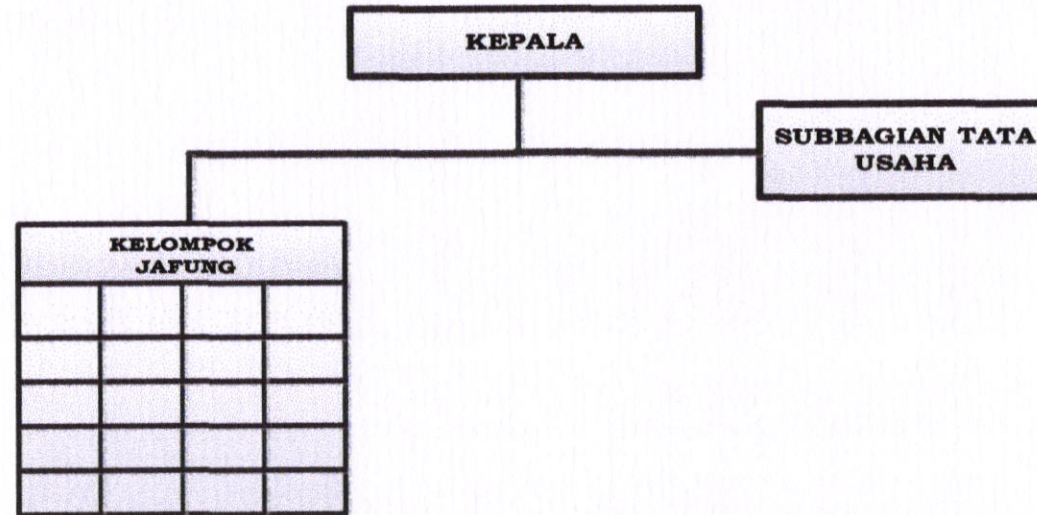 KEPALA
SUBBAGIAN TATA
USAHA
KELOMPOK
JAFUNG